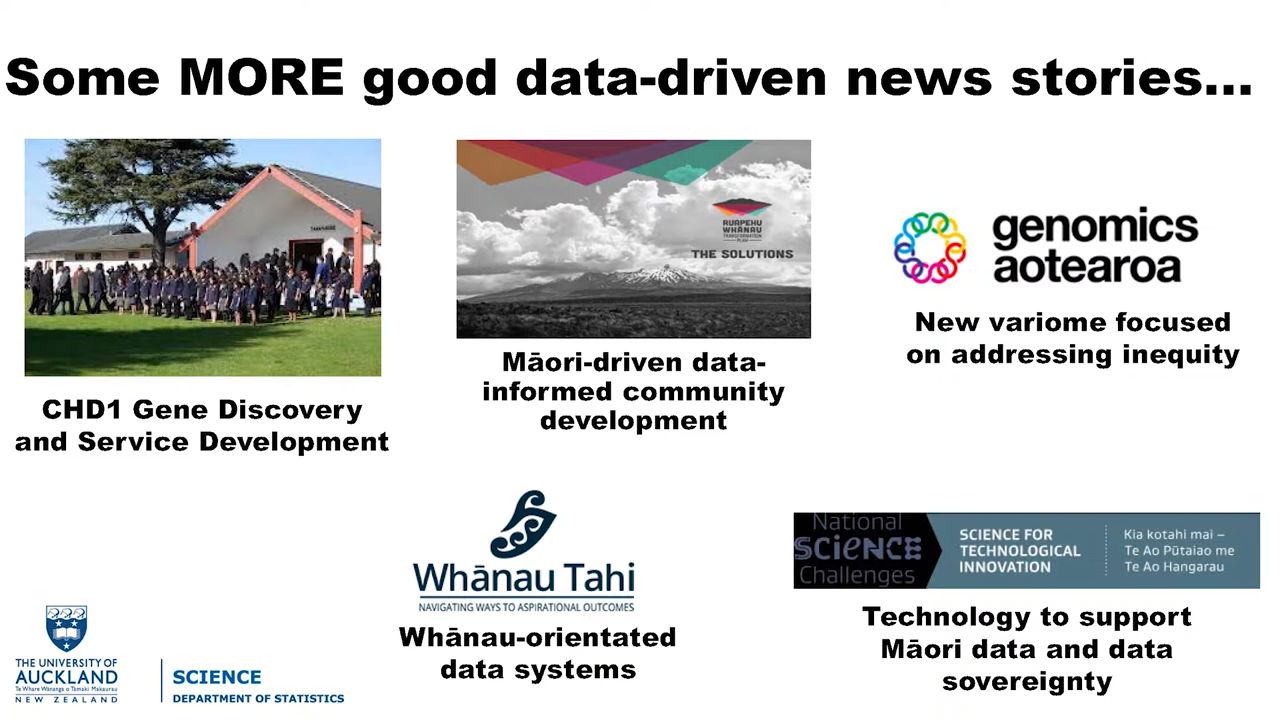 Some MORE good data-driven news stories...
CHD1 Gene Discovery
and Service Development
RUAPEHU
WHĀNAU
TRANSFORMATION
PLAN
THE SOLUTIONS
Māori-driven data-
informed community
development
genomics
aotearoa
New variome focused
on addressing inequity
Whānau Tahi
NAVIGATING WAYS TO ASPIRATIONAL OUTCOMES
Whānau-orientated
data systems
National
SCIENCE
Challenges
SCIENCE FOR
TECHNOLOGICAL
INNOVATION
Kia kotahi mai –
Te Ao Pūtaiao me
Te Ao Hangarau
Technology to support
Māori data and data
sovereignty
THE UNIVERSITY OF
AUCKLAND
Te Whare Wānanga o Tāmaki Makaurau
NEW ZEALAND
SCIENCE
DEPARTMENT OF STATISTICS